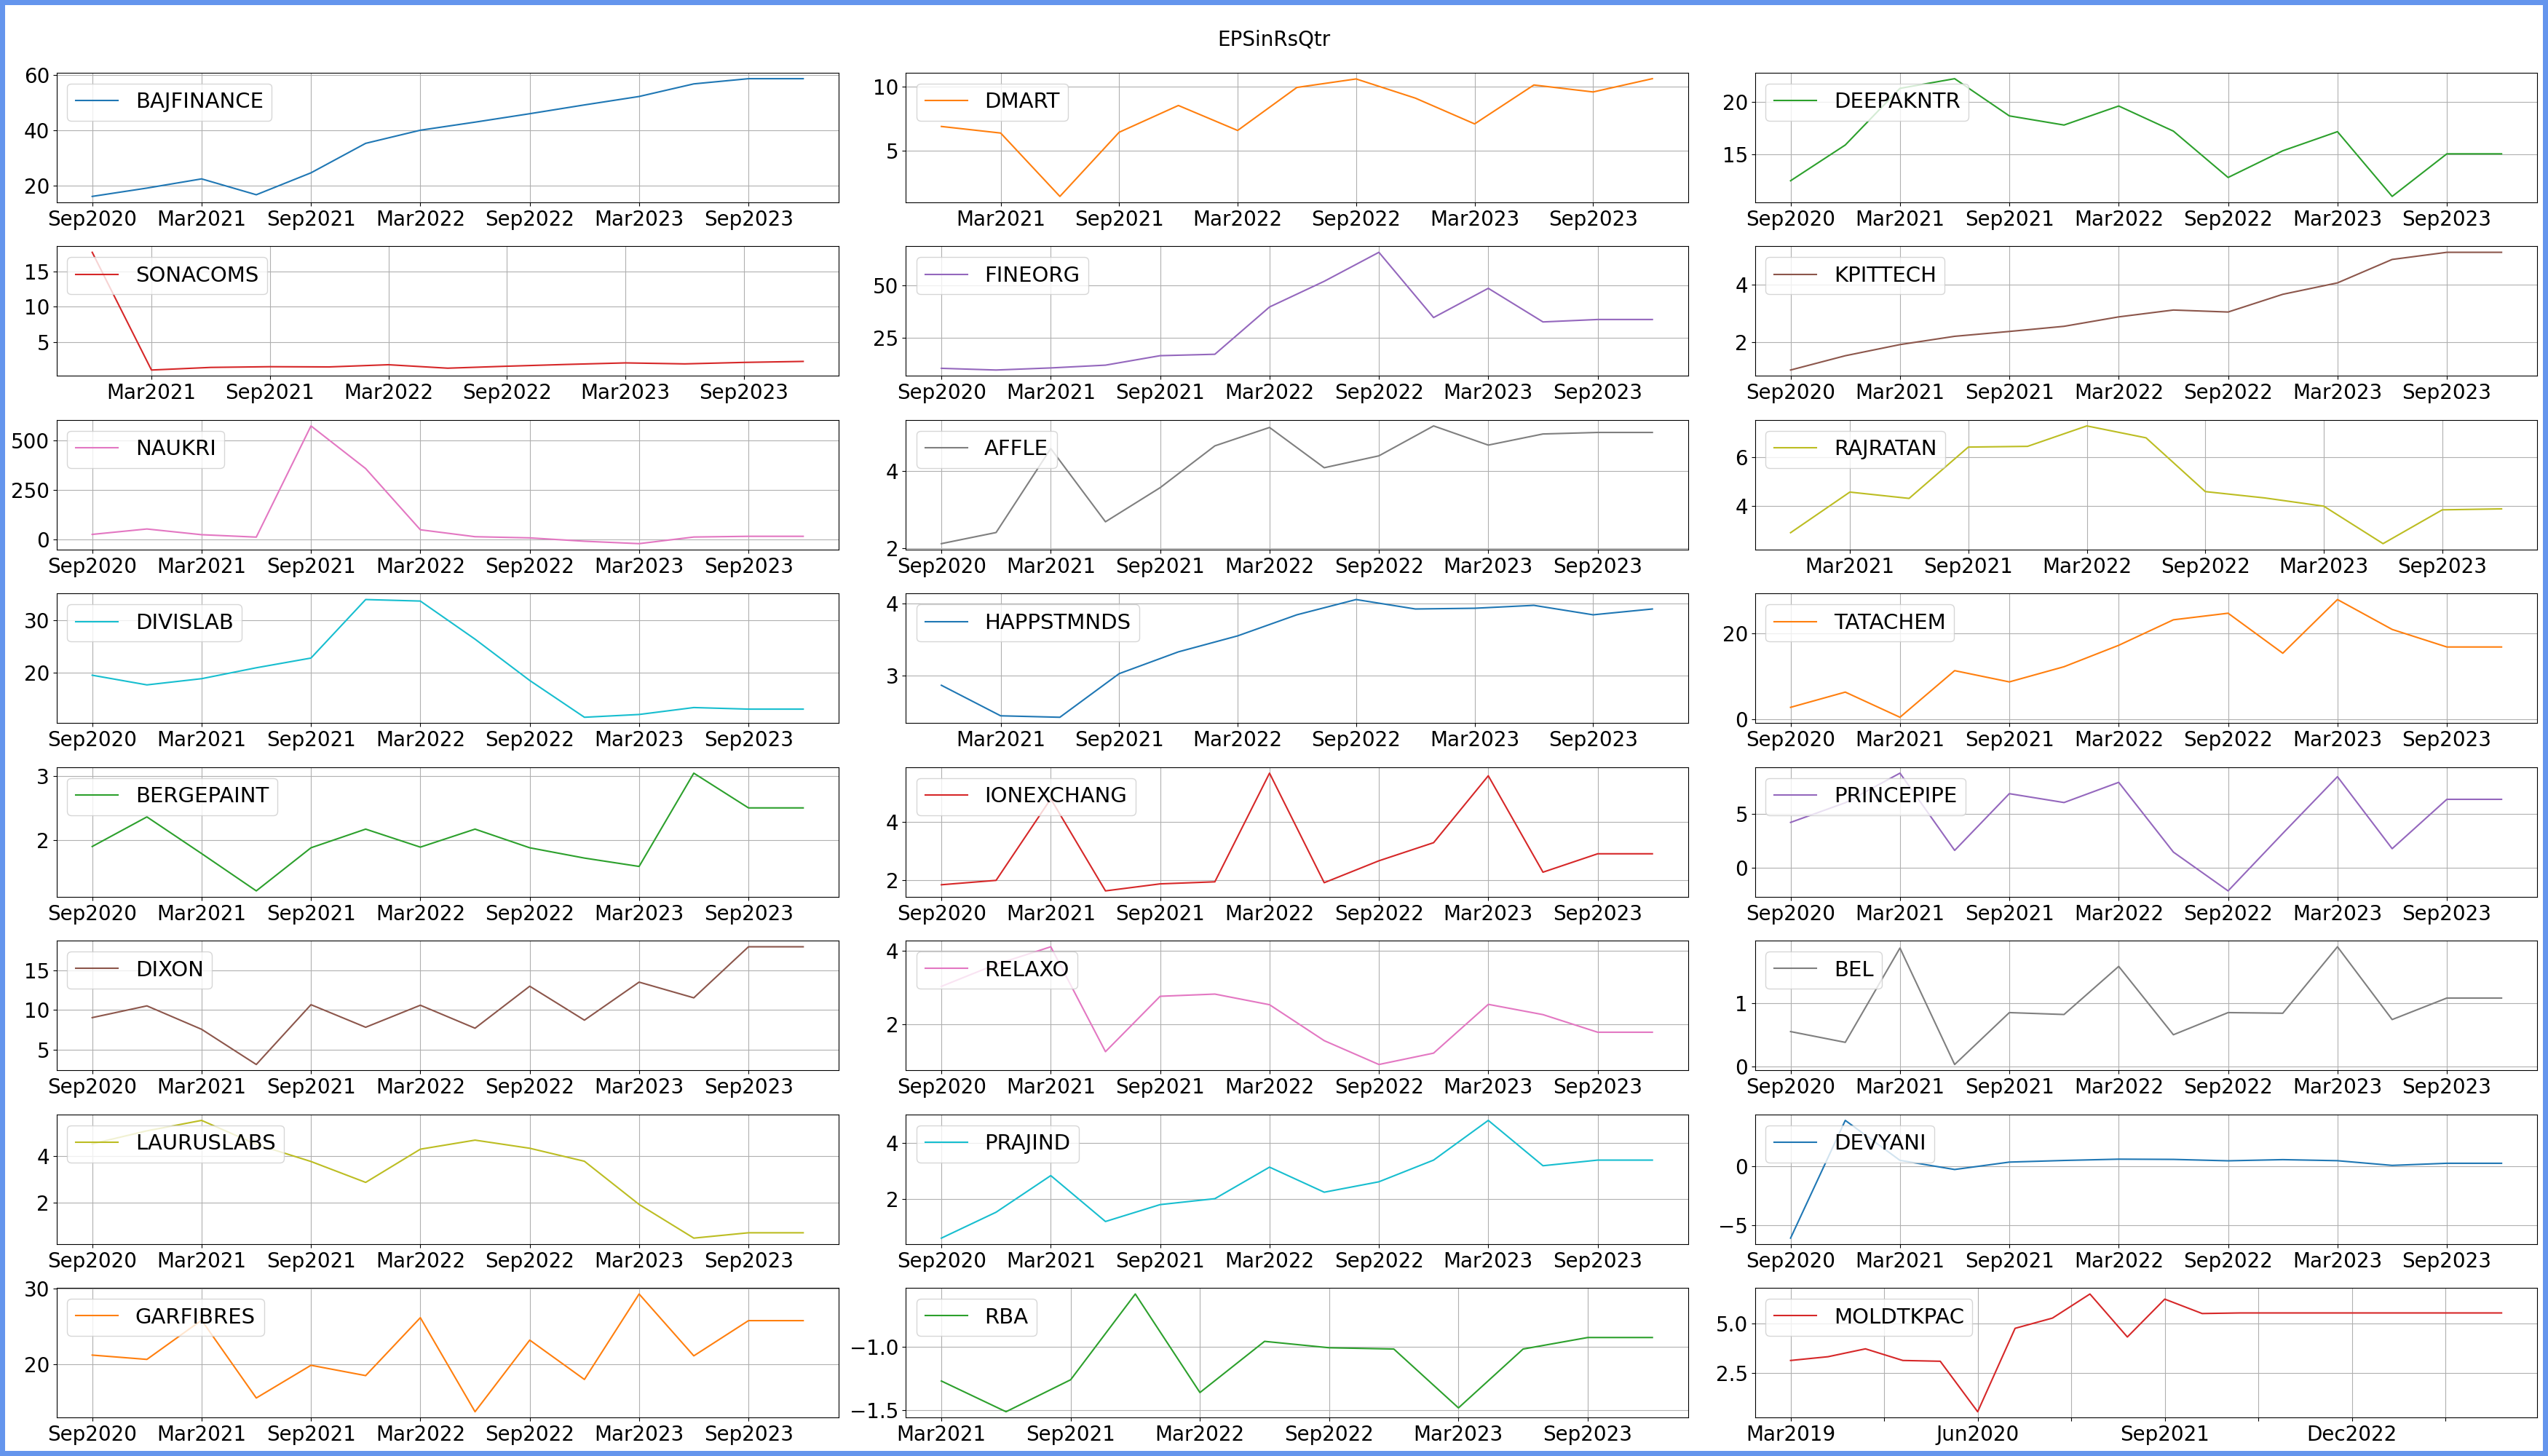 EPSinRsQtr
BAJFINANCE
60
40
20
Sep2020 Mar2021 Sep2021 Mar2022 Sep2022 Mar2023 Sep2023
DMART
10
5
Mar2021 Sep2021 Mar2022 Sep2022 Mar2023 Sep2023
DEEPAKNTR
20
15
Sep2020 Mar2021 Sep2021 Mar2022 Sep2022 Mar2023 Sep2023
SONACOMS
15
10
5
Mar2021 Sep2021 Mar2022 Sep2022 Mar2023 Sep2023
FINEORG
50
25
Sep2020 Mar2021 Sep2021 Mar2022 Sep2022 Mar2023 Sep2023
KPITTECH
4
2
Sep2020 Mar2021 Sep2021 Mar2022 Sep2022 Mar2023 Sep2023
NAUKRI
500
250
0
Sep2020 Mar2021 Sep2021 Mar2022 Sep2022 Mar2023 Sep2023
AFFLE
4
2
Sep2020 Mar2021 Sep2021 Mar2022 Sep2022 Mar2023 Sep2023
RAJRATAN
6
4
Mar2021 Sep2021 Mar2022 Sep2022 Mar2023 Sep2023
DIVISLAB
30
20
Sep2020 Mar2021 Sep2021 Mar2022 Sep2022 Mar2023 Sep2023
HAPPSTMNDS
4
3
Mar2021 Sep2021 Mar2022 Sep2022 Mar2023 Sep2023
TATACHEM
20
0
Sep2020 Mar2021 Sep2021 Mar2022 Sep2022 Mar2023 Sep2023
BERGEPAINT
3
2
Sep2020 Mar2021 Sep2021 Mar2022 Sep2022 Mar2023 Sep2023
IONEXCHANG
4
2
Sep2020 Mar2021 Sep2021 Mar2022 Sep2022 Mar2023 Sep2023
PRINCEPIPE
5
0
Sep2020 Mar2021 Sep2021 Mar2022 Sep2022 Mar2023 Sep2023
DIXON
15
10
5
Sep2020 Mar2021 Sep2021 Mar2022 Sep2022 Mar2023 Sep2023
RELAXO
4
2
Sep2020 Mar2021 Sep2021 Mar2022 Sep2022 Mar2023 Sep2023
BEL
1
0
Sep2020 Mar2021 Sep2021 Mar2022 Sep2022 Mar2023 Sep2023
LAURUSLABS
4
2
Sep2020 Mar2021 Sep2021 Mar2022 Sep2022 Mar2023 Sep2023
PRAJIND
4
2
Sep2020 Mar2021 Sep2021 Mar2022 Sep2022 Mar2023 Sep2023
DEVYANI
0
−5
Sep2020 Mar2021 Sep2021 Mar2022 Sep2022 Mar2023 Sep2023
GARFIBRES
30
20
Sep2020 Mar2021 Sep2021 Mar2022 Sep2022 Mar2023 Sep2023
RBA
−1.0
−1.5
Mar2021 Sep2021 Mar2022 Sep2022 Mar2023 Sep2023
MOLDTKPAC
5.0
2.5
Mar2019 Jun2020 Sep2021 Dec2022